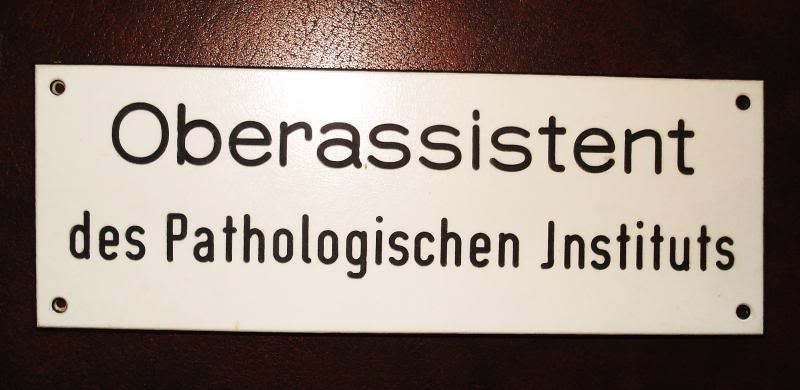 Oberassistent
des Pathologischen Jnstituts